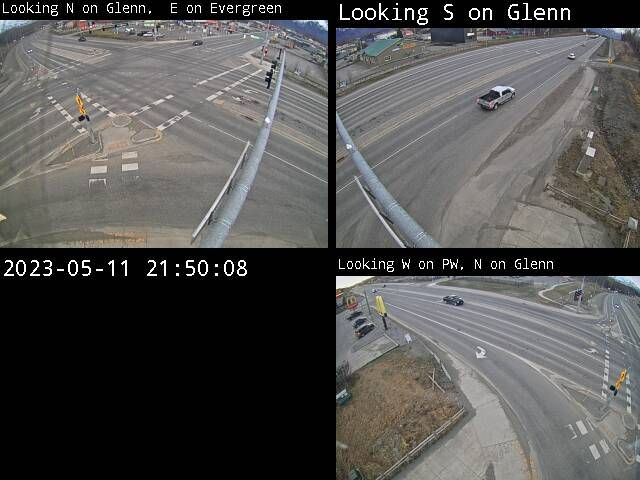 Looking N on Glenn, E on Evergreen
Looking S on Glenn
2023-05-11 21:50:08
Looking W on PW, N on Glenn